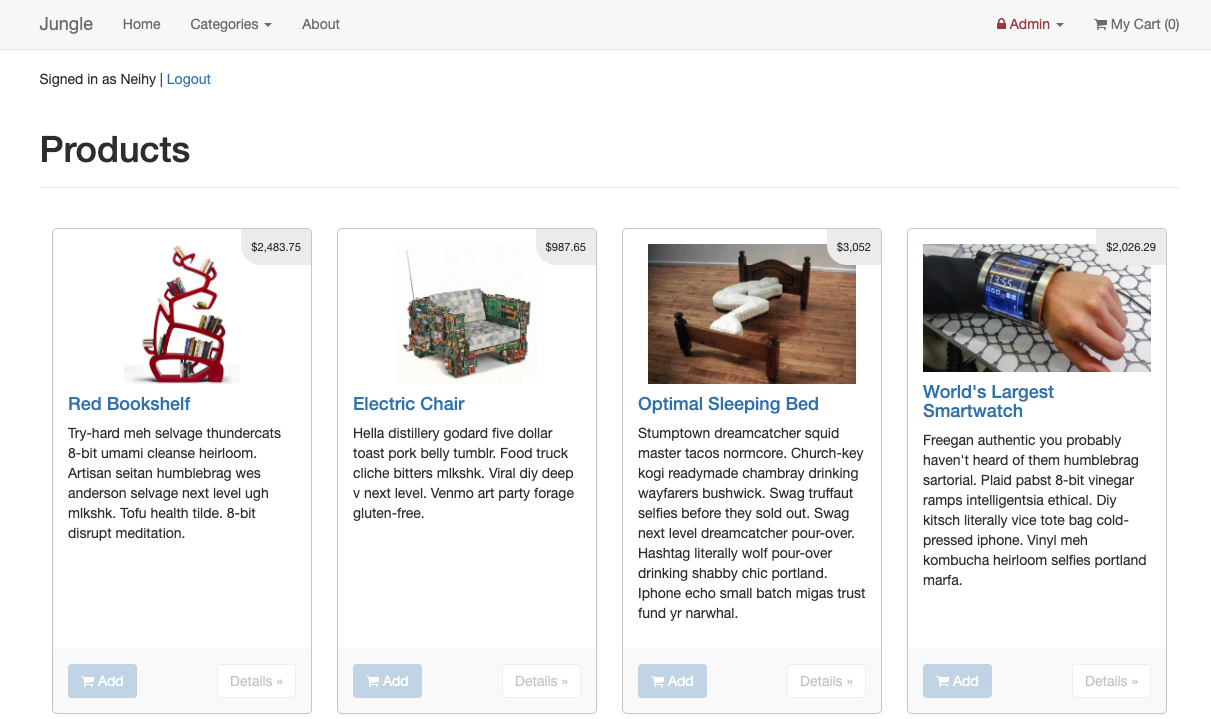 Jungle Home Categories About Admin My Cart (0)
Signed in as Neihy | Logout
Products
$2,483.75
Red Bookshelf
Try-hard meh selvage thundercats
8-bit umami cleanse heirloom.
Artisan seitan humblebrag wes
anderson selvage next level ugh
mlkshk. Tofu health tilde. 8-bit
disrupt meditation.
Add Details »
$987.65
Electric Chair
Hella distillery godard five dollar
toast pork belly tumblr. Food truck
cliche bitters mlkshk. Viral diy deep
v next level. Venmo art party forage
gluten-free.
Add Details »
$3,052
Optimal Sleeping Bed
Stumptown dreamcatcher squid
master tacos normcore. Church-key
kogi readymade chambray drinking
wayfarers bushwick. Swag truffaut
selfies before they sold out. Swag
next level dreamcatcher pour-over.
Hashtag literally wolf pour-over
drinking shabby chic portland.
Iphone echo small batch migas trust
fund yr narwhal.
Add Details »
$2,026.29
13:55
World's Largest
Smartwatch
Freegan authentic you probably
haven't heard of them humblebrag
sartorial. Plaid pabst 8-bit vinegar
ramps intelligentsia ethical. Diy
kitsch literally vice tote bag cold-
pressed iphone. Vinyl meh
kombucha heirloom selfies portland
marfa.
Add Details »